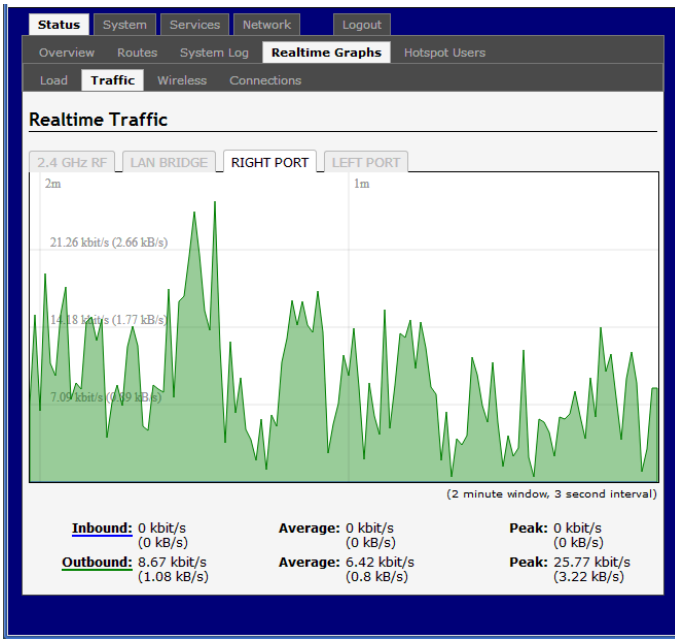 Status System Services Network Logout
Overview Routes System Log Realtime Graphs Hotspot Users
Load Traffic Wireless Connections
Realtime Traffic
2.4 GHz RF LAN BRIDGE RIGHT PORT LEFT PORT
2m 1m
21.26 kbit/s (2.66 kB/s)
14.18 kbit/s (1.77 kB/s)
7.09 kbit/s (0.89 kB/s)
(2 minute window, 3 second interval)
Inbound: 0 kbit/s Average: 0 kbit/s Peak: 0 kbit/s
(0 kB/s) (0 kB/s) (0 kB/s)
Outbound: 8.67 kbit/s Average: 6.42 kbit/s Peak: 25.77 kbit/s
(1.08 kB/s) (0.8 kB/s) (3.22 kB/s)